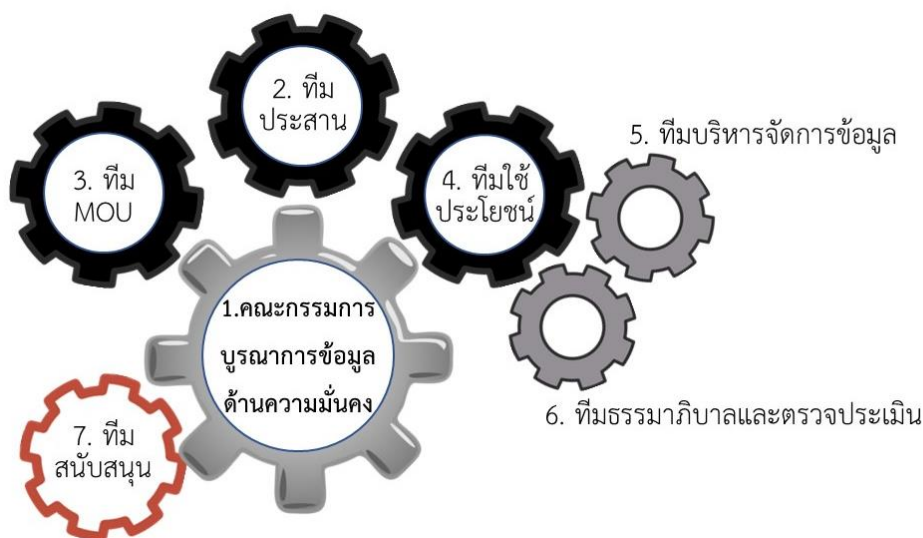 2. ทีม
ประสาน
3. ทีม
MOU
4. ทีมใช้
ประโยชน์
5. ทีมบริหารจัดการข้อมูล
1.คณะกรรมการ
บูรณาการข้อมูล
ด้านความมั่นคง
6. ทีมธรรมาภิบาลและตรวจประเมิน
7. ทีม
สนับสนุน